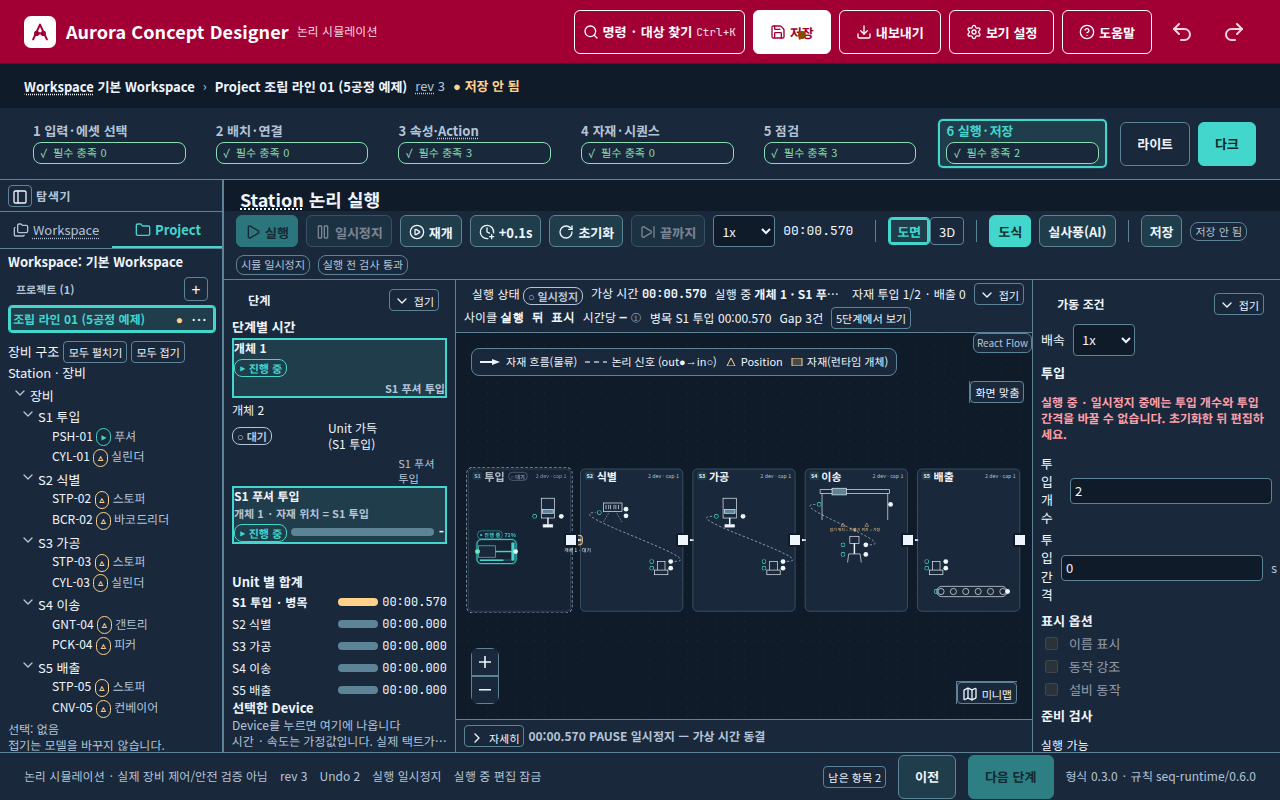 Aurora Concept Designer 논리 시뮬레이션
명령 · 대상 찾기 Ctrl+K
내보내기
보기 설정
도움말
Workspace 기본 Workspace › Project 조립 라인 01 (5공정 예제) rev 3 ● 저장 안 됨
1 입력·에셋 선택
✓ 필수 충족 0
2 배치·연결
✓ 필수 충족 0
3 속성·Action
✓ 필수 충족 3
4 자재·시퀀스
✓ 필수 충족 0
5 점검
✓ 필수 충족 3
6 실행·저장
✓ 필수 충족 2
라이트
다크
탐색기
Workspace
Project
Workspace: 기본 Workspace
프로젝트 (1)
+
조립 라인 01 (5공정 예제) ● ···
장비 구조 모두 펼치기 모두 접기
Station · 장비
장비
S1 투입
PSH-01 푸셔
CYL-01 실린더
S2 식별
STP-02 스토퍼
BCR-02 바코드리더
S3 가공
STP-03 스토퍼
CYL-03 실린더
S4 이송
GNT-04 갠트리
PCK-04 피커
S5 배출
STP-05 스토퍼
CNV-05 컨베이어
선택: 없음
접기는 모델을 바꾸지 않습니다.
Station 논리 실행
실행
일시정지
재개
+0.1s
초기화
끝까지
1x
00:00.570
도면
3D
도식
실사풍(AI)
저장
저장 안 됨
시뮬 일시정지
실행 전 검사 통과
단계
접기
단계별 시간
개체 1
▸ 진행 중
S1 푸셔 투입
개체 2
○ 대기
Unit 가득
(S1 투입)
S1 푸셔
투입
S1 푸셔 투입
개체 1 · 자재 위치 = S1 투입
▸ 진행 중 -
Unit 별 합계
S1 투입 · 병목 00:00.570
S2 식별 00:00.000
S3 가공 00:00.000
S4 이송 00:00.000
S5 배출 00:00.000
선택한 Device
Device를 누르면 여기에 나옵니다
시간 · 속도는 가정값입니다. 실제 택트가…
실행 상태 ○ 일시정지 가상 시간 00:00.570 실행 중 개체 1 · S1 푸… 자재 투입 1/2 · 배출 0
접기
사이클 실행 뒤 표시 시간당 – ⓘ 병목 S1 투입 00:00.570 Gap 3건 5단계에서 보기
React Flow
자재 흐름(물류) 논리 신호 (out●→in○) △ Position 자재(런타임 개체)
화면 맞춤
S1 투입 ○ 대기 2 dev · cap 1
▸ 진행 중 71%
개체 1 · 대기
S2 식별 2 dev · cap 1
S3 가공 2 dev · cap 1
S4 이송 2 dev · cap 1
S5 배출 2 dev · cap 1
+
−
미니맵
자세히 00:00.570 PAUSE 일시정지 — 가상 시간 동결
가동 조건
접기
배속 1x
투입
실행 중 · 일시정지 중에는 투입 개수와 투입
간격을 바꿀 수 없습니다. 초기화한 뒤 편집하
세요.
투
입
개
수
2
투
입
간
격
0
s
표시 옵션
이름 표시
동작 강조
설비 동작
준비 검사
실행 가능
논리 시뮬레이션 · 실제 장비 제어/안전 검증 아님 rev 3 Undo 2 실행 일시정지 실행 중 편집 잠금
남은 항목 2
이전
다음 단계
형식 0.3.0 · 규칙 seq-runtime/0.6.0